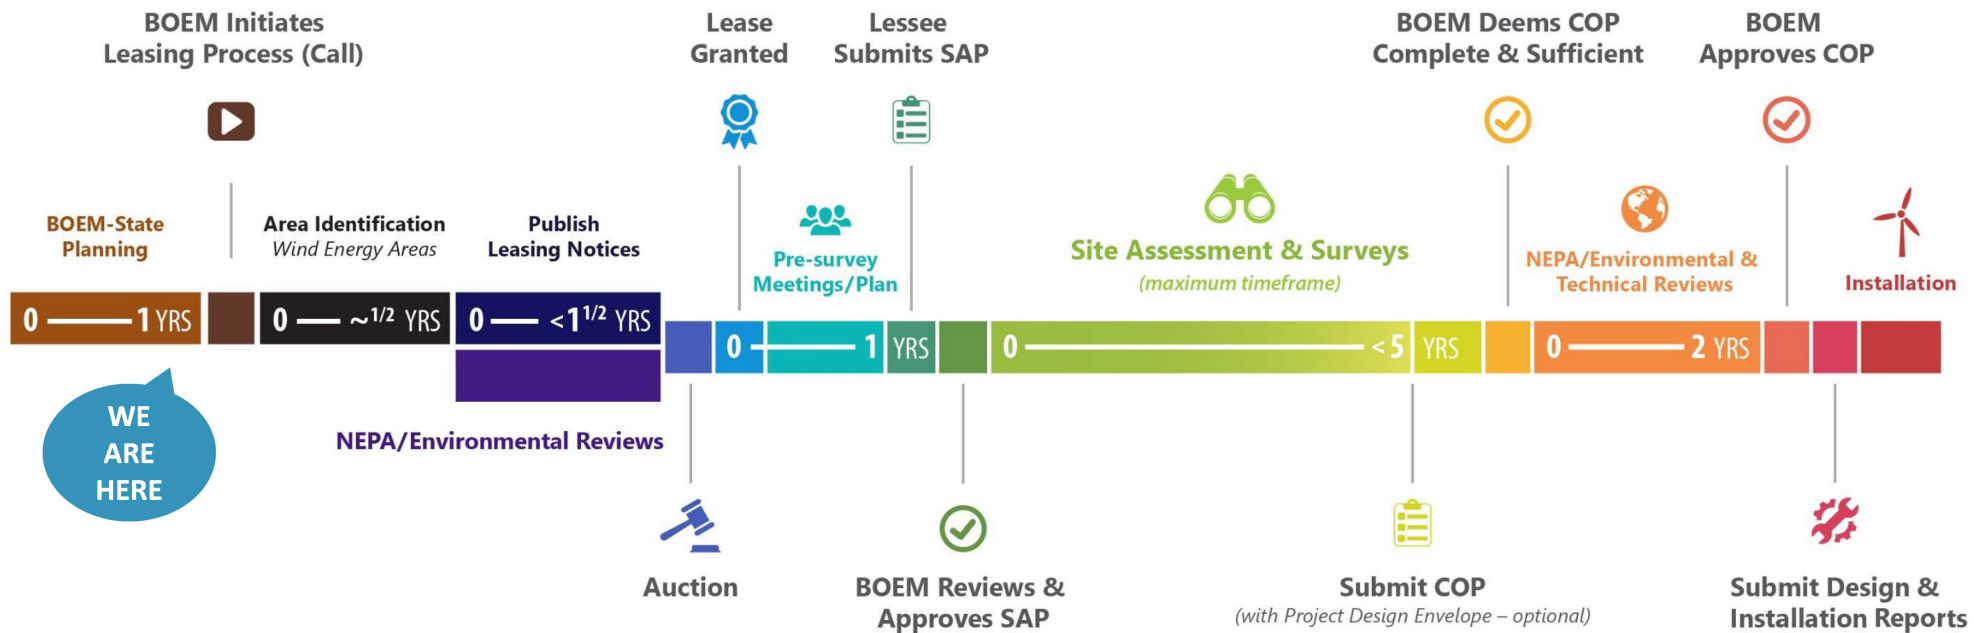 BOEM Initiates
Leasing Process (Call)
Lease
Granted
Lessee
Submits SAP
BOEM Deems COP
Complete & Sufficient
BOEM
Approves COP
BOEM-State
Planning
Area Identification
Wind Energy Areas
Publish
Leasing Notices
Pre-survey
Meetings/Plan
Site Assessment & Surveys
(maximum timeframe)
NEPA/Environmental &
Technical Reviews
Installation
0 — 1 YRS
0 — ~1/2 YRS
0 — <1 1/2 YRS
0 — 1 YRS
0 — <5 YRS
0 — 2 YRS
WE
ARE
HERE
NEPA/Environmental Reviews
Auction
BOEM Reviews &
Approves SAP
Submit COP
(with Project Design Envelope – optional)
Submit Design &
Installation Reports